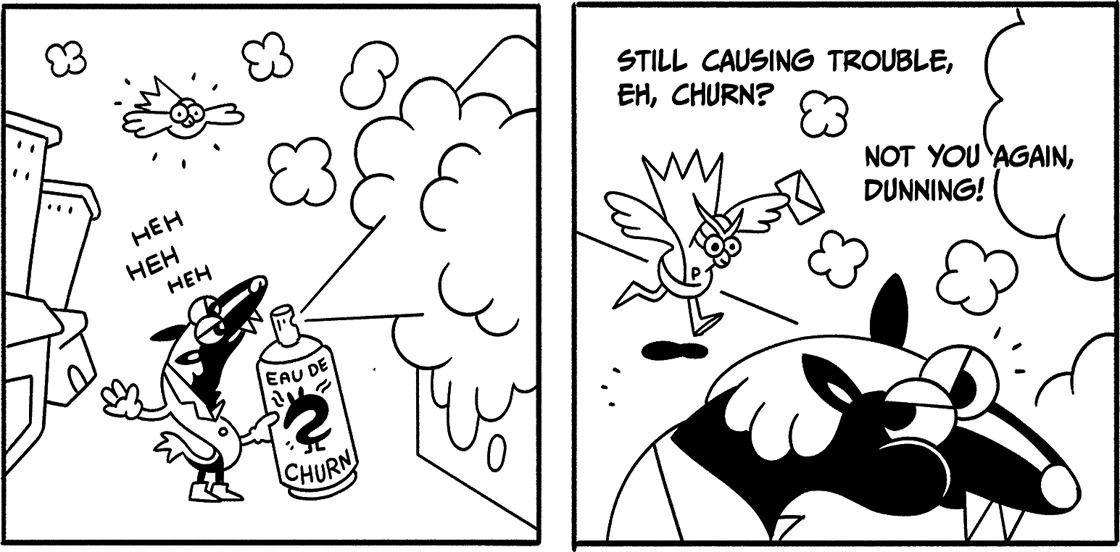 HEH
HEH
HEH
EAU DE
CHURN
STILL CAUSING TROUBLE,
EH, CHURN?
NOT YOU AGAIN,
DUNNING!
P